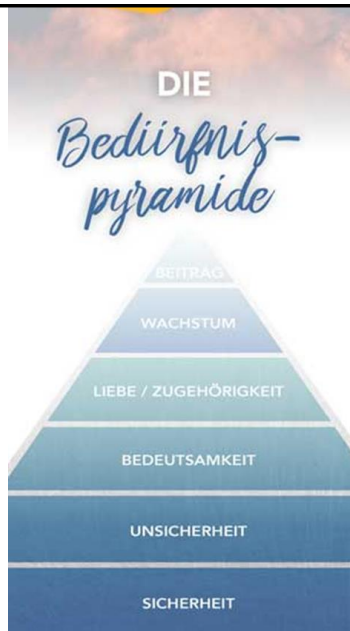 DIE
Bedürfnis-
pyramide
BEITRAG
WACHSTUM
LIEBE / ZUGEHÖRIGKEIT
BEDEUTSAMKEIT
UNSICHERHEIT
SICHERHEIT